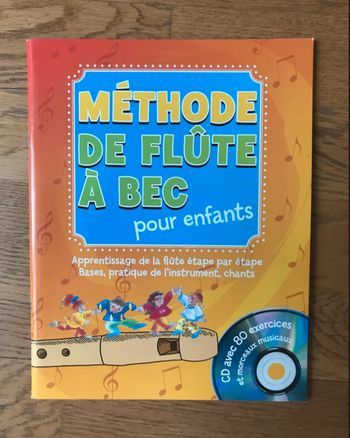 MÉTHODE
DE FLÛTE
À BEC
pour enfants
Apprentissage de la flûte étape par étape
Bases, pratique de l'instrument, chants
CD avec 80 exercices
et morceaux musicaux